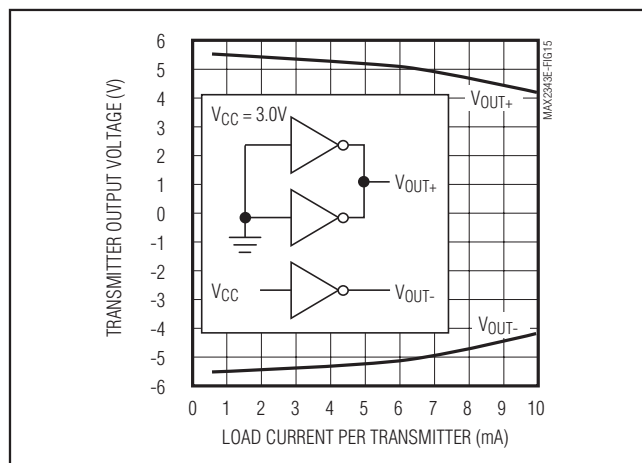 TRANSMITTER OUTPUT VOLTAGE (V)
6
5
4
3
2
1
0
-1
-2
-3
-4
-5
-6
VCC = 3.0V
VOUT+
VCC
VOUT-
VOUT+
VOUT-
MAX2343E-FIG15
0 1 2 3 4 5 6 7 8 9 10
LOAD CURRENT PER TRANSMITTER (mA)